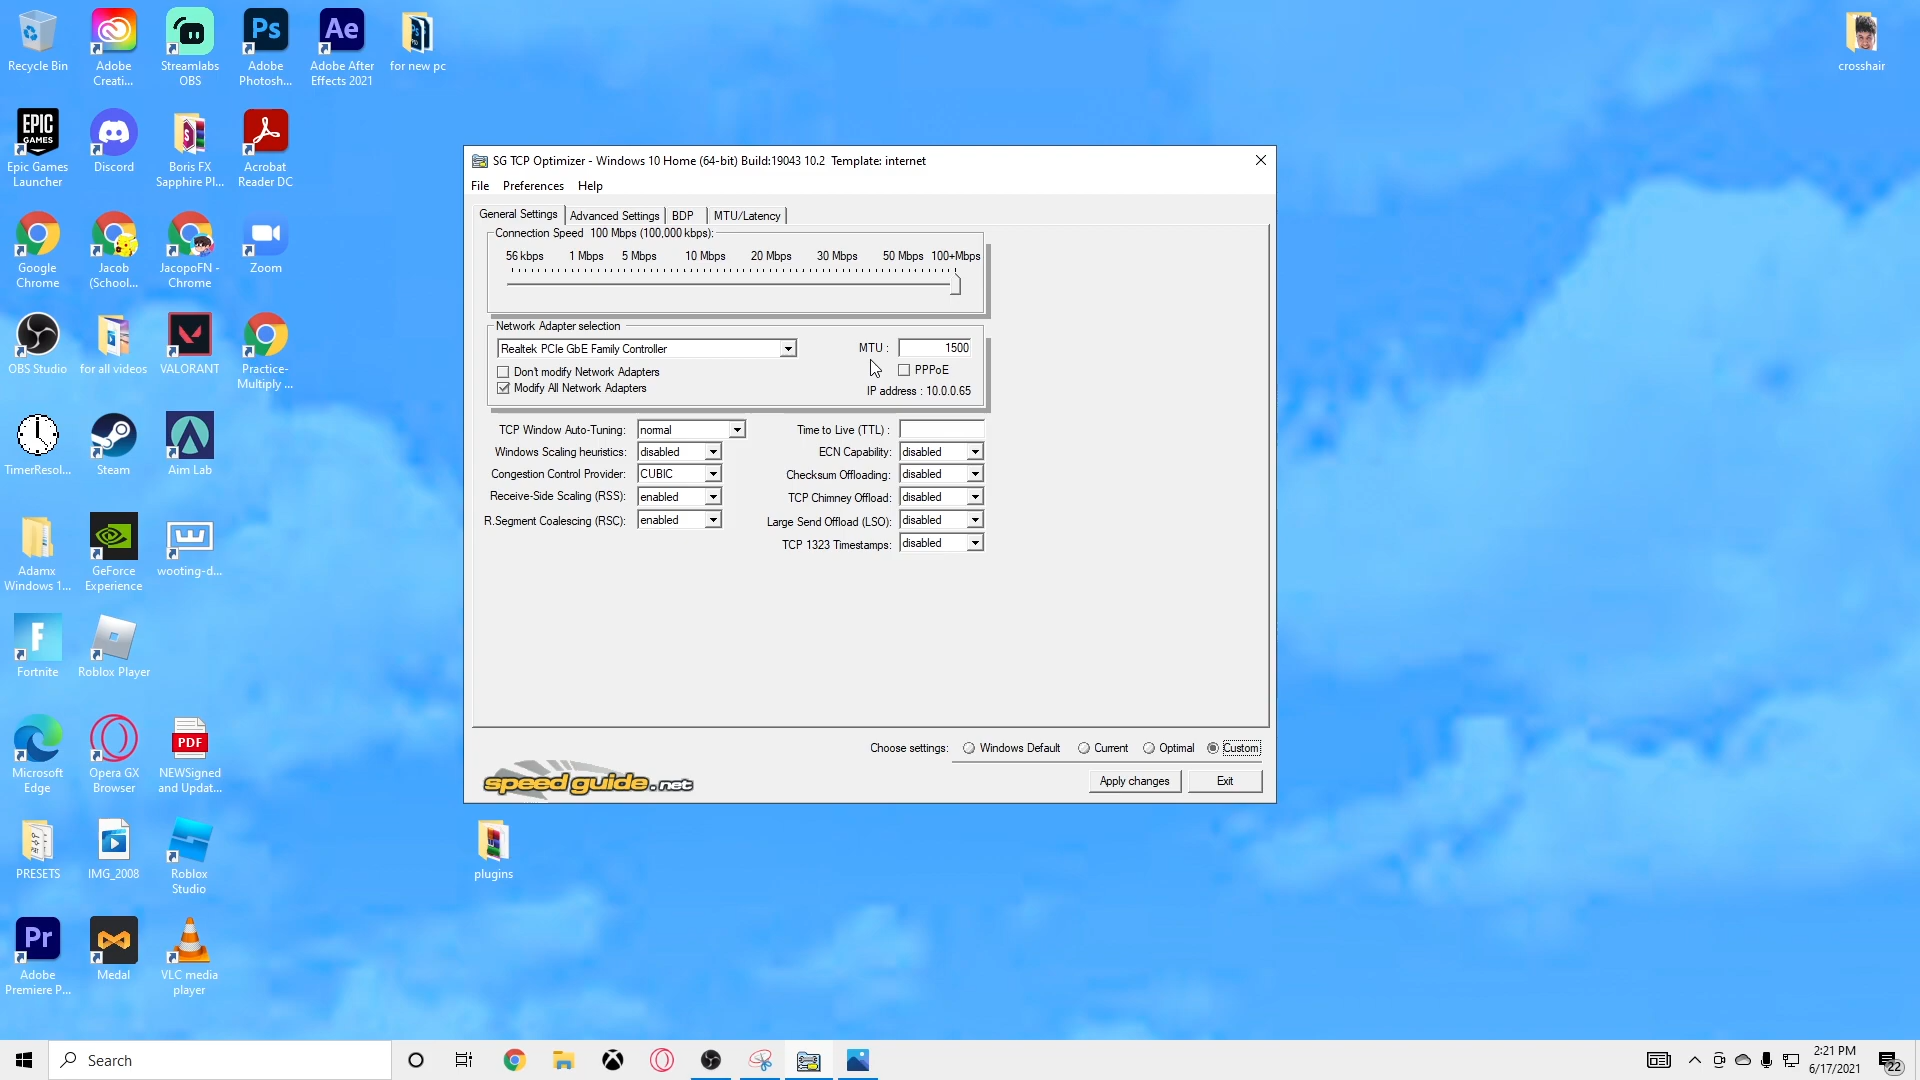 Recycle Bin
Adobe
Creati...
Streamlabs
OBS
Ps
Adobe
Photosh...
Ae
Adobe After
Effects 2021
for new pc
crosshair
EPIC
GAMES
Epic Games
Launcher
Discord
Boris FX
Sapphire Pl...
Acrobat
Reader DC
Google
Chrome
Jacob
(School...
JacopoFN -
Chrome
Zoom
OBS Studio
for all videos
VALORANT
Practice-
Multiply ...
TimerResol...
Steam
Aim Lab
Adamx
Windows 1...
GeForce
Experience
wooting-d...
Fortnite
Roblox Player
Microsoft
Edge
Opera GX
Browser
PDF
NEWSigned
and Updat...
PRESETS
IMG_2008
Roblox
Studio
plugins
Pr
Adobe
Premiere P...
Medal
VLC media
player
SG TCP Optimizer - Windows 10 Home (64-bit) Build:19043 10.2 Template: internet
File Preferences Help
General Settings Advanced Settings BDP MTU/Latency
Connection Speed 100 Mbps (100,000 kbps):
56 kbps 1 Mbps 5 Mbps 10 Mbps 20 Mbps 30 Mbps 50 Mbps 100+Mbps
Network Adapter selection
Realtek PCIe GbE Family Controller
MTU : 1500
Don't modify Network Adapters
PPPoE
Modify All Network Adapters
IP address : 10.0.0.65
TCP Window Auto-Tuning: normal
Time to Live (TTL) :
Windows Scaling heuristics: disabled
ECN Capability: disabled
Congestion Control Provider: CUBIC
Checksum Offloading: disabled
Receive-Side Scaling (RSS): enabled
TCP Chimney Offload: disabled
R.Segment Coalescing (RSC): enabled
Large Send Offload (LSO): disabled
TCP 1323 Timestamps: disabled
Choose settings: Windows Default Current Optimal Custom
speedguide.net
Apply changes Exit
Search
2:21 PM
6/17/2021
22